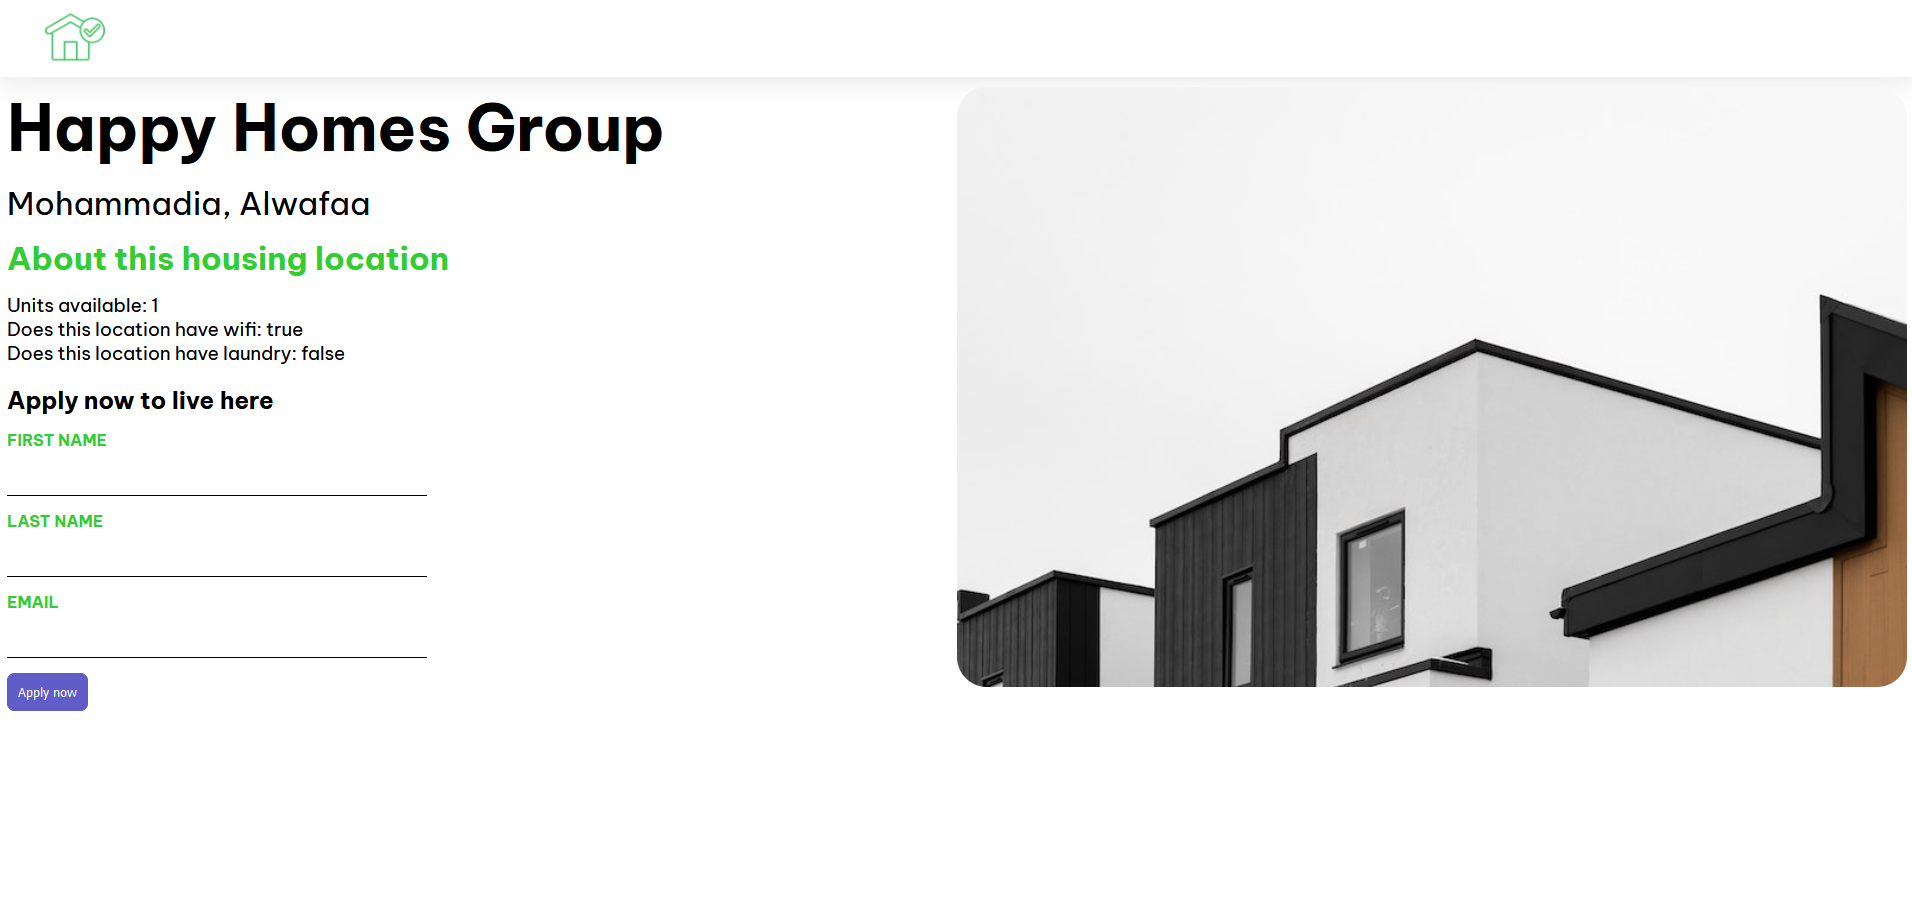 Happy Homes Group
Mohammadia, Alwafaa
About this housing location
Units available: 1
Does this location have wifi: true
Does this location have laundry: false
Apply now to live here
FIRST NAME
LAST NAME
EMAIL
Apply now